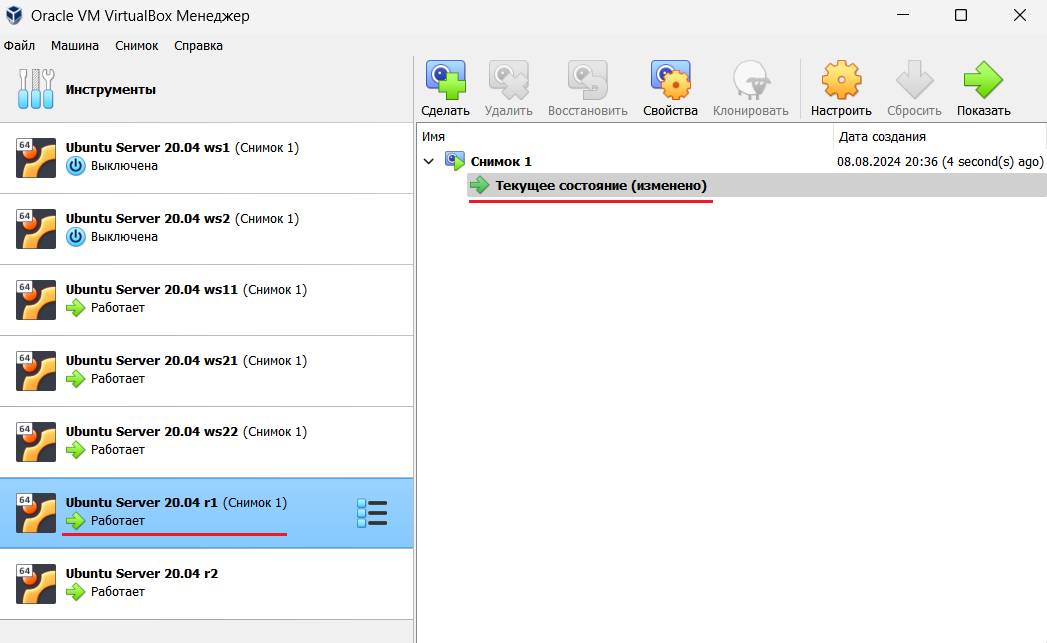 Oracle VM VirtualBox Менеджер
Файл Машина Снимок Справка
Инструменты
64
Ubuntu Server 20.04 ws1 (Снимок 1)
Выключена
64
Ubuntu Server 20.04 ws2 (Снимок 1)
Выключена
64
Ubuntu Server 20.04 ws11 (Снимок 1)
Работает
64
Ubuntu Server 20.04 ws21 (Снимок 1)
Работает
64
Ubuntu Server 20.04 ws22 (Снимок 1)
Работает
64
Ubuntu Server 20.04 r1 (Снимок 1)
Работает
64
Ubuntu Server 20.04 r2
Работает
Сделать Удалить Восстановить Свойства Клонировать Настроить Сбросить Показать
Имя Дата создания
Снимок 1 08.08.2024 20:36 (4 second(s) ago)
Текущее состояние (изменено)